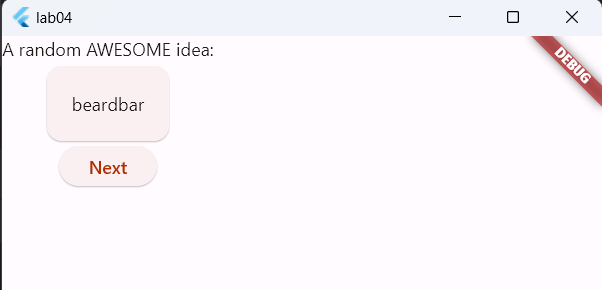 lab04
A random AWESOME idea:
DEBUG
beardbar
Next